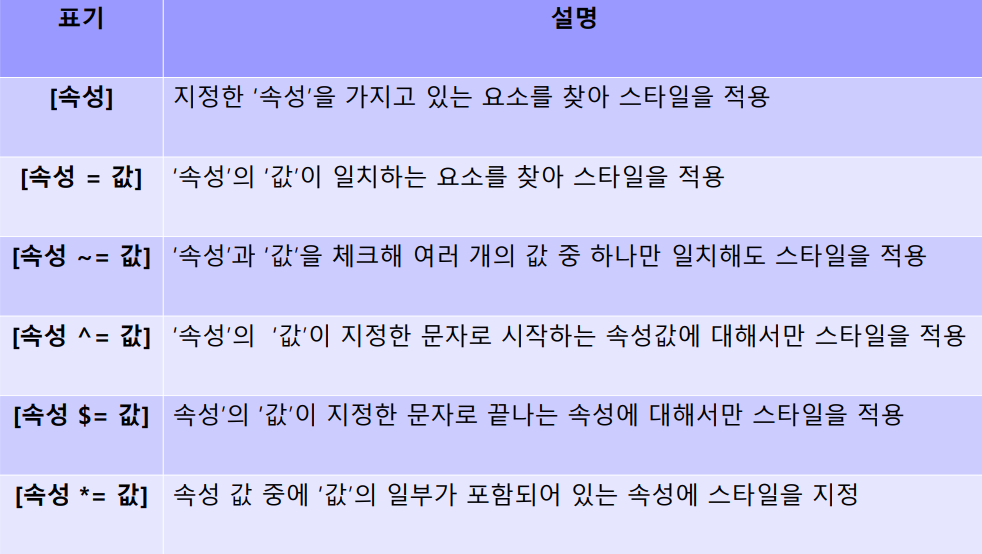 표기 설명
[속성] 지정한 '속성'을 가지고 있는 요소를 찾아 스타일을 적용
[속성 = 값] '속성'의 '값'이 일치하는 요소를 찾아 스타일을 적용
[속성 ~= 값] '속성'과 '값'을 체크해 여러 개의 값 중 하나만 일치해도 스타일을 적용
[속성 ^= 값] '속성'의 '값'이 지정한 문자로 시작하는 속성값에 대해서만 스타일을 적용
[속성 $= 값] 속성'의 '값'이 지정한 문자로 끝나는 속성에 대해서만 스타일을 적용
[속성 *= 값] 속성 값 중에 '값'의 일부가 포함되어 있는 속성에 스타일을 지정